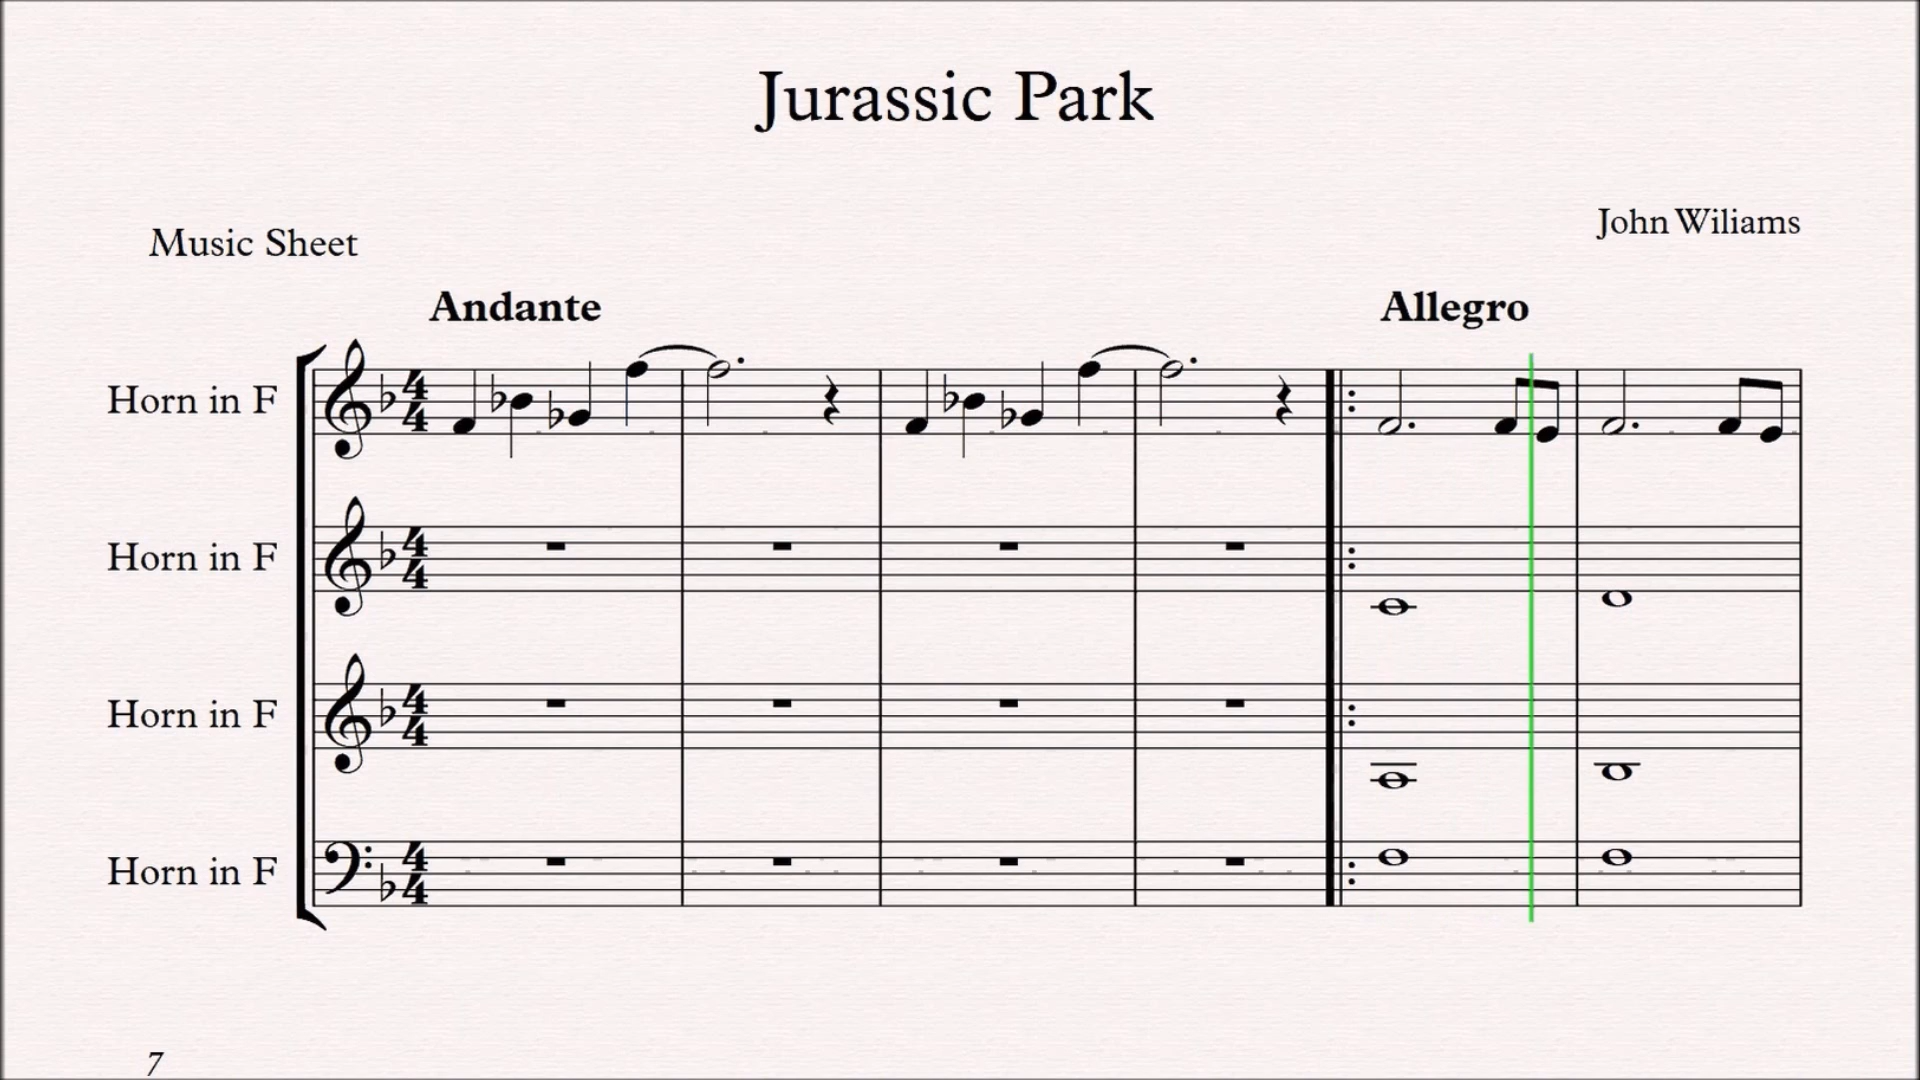 Jurassic Park
John Wiliams
Music Sheet
Andante
Allegro
Horn in F
Horn in F
Horn in F
Horn in F
7